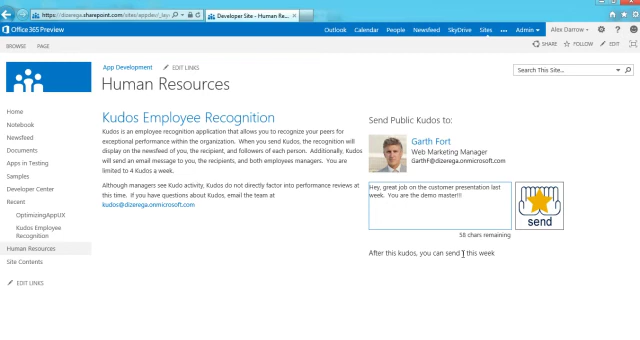 https://dizerega.sharepoint.com/sites/appdev/_lay
Developer Site - Human Res...
Office 365 Preview
Outlook Calendar People Newsfeed SkyDrive Sites ... Admin Alex Darrow ?
BROWSE PAGE
SHARE FOLLOW EDIT
App Development EDIT LINKS
Human Resources
Search This Site...
Home
Notebook
Newsfeed
Documents
Apps in Testing
Samples
Developer Center
Recent
OptimizingAppUX
Kudos Employee
Recognition
Human Resources
Site Contents
EDIT LINKS
Kudos Employee Recognition
Kudos is an employee recognition application that allows you to recognize your peers for
exceptional performance within the organization. When you send Kudos, the recognition will
display on the newsfeed of you, the recipient, and followers of each person. Additionally, Kudos
will send an email message to you, the recipients, and both employees managers. You are
limited to 4 Kudos a week.
Although managers see Kudo activity, Kudos do not directly factor into performance reviews at
this time. If you have questions about Kudos, email the team at
kudos@dizerega.onmicrosoft.com
Send Public Kudos to:
Garth Fort
Web Marketing Manager
GarthF@dizerega.onmicrosoft.com
Hey, great job on the customer presentation last
week. You are the demo master!!!
send
58 chars remaining
After this kudos, you can send this week